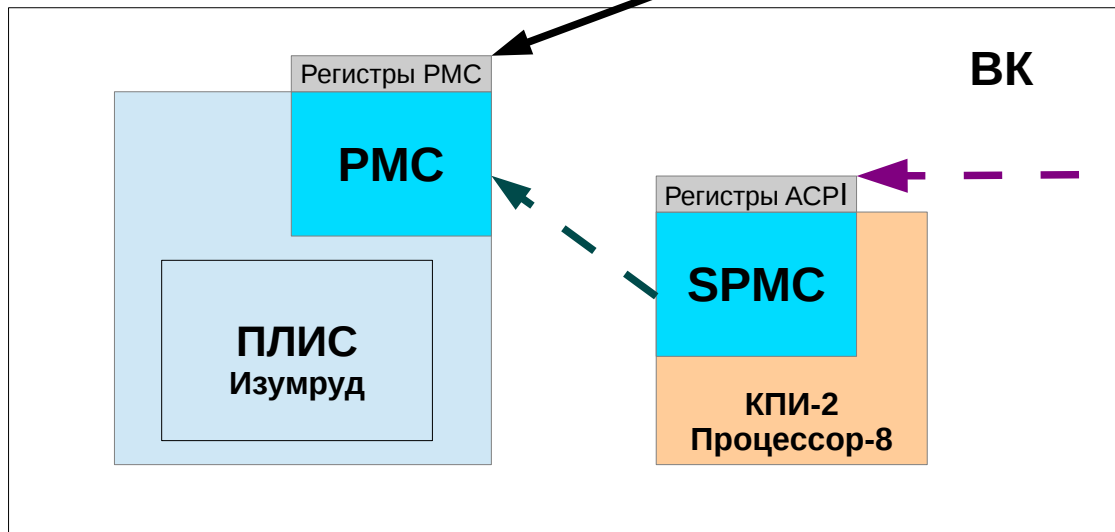 Регистры PMC
ВК
PMC
Регистры ACPI
SPMC
ПЛИС
Изумруд
КПИ-2
Процессор-8